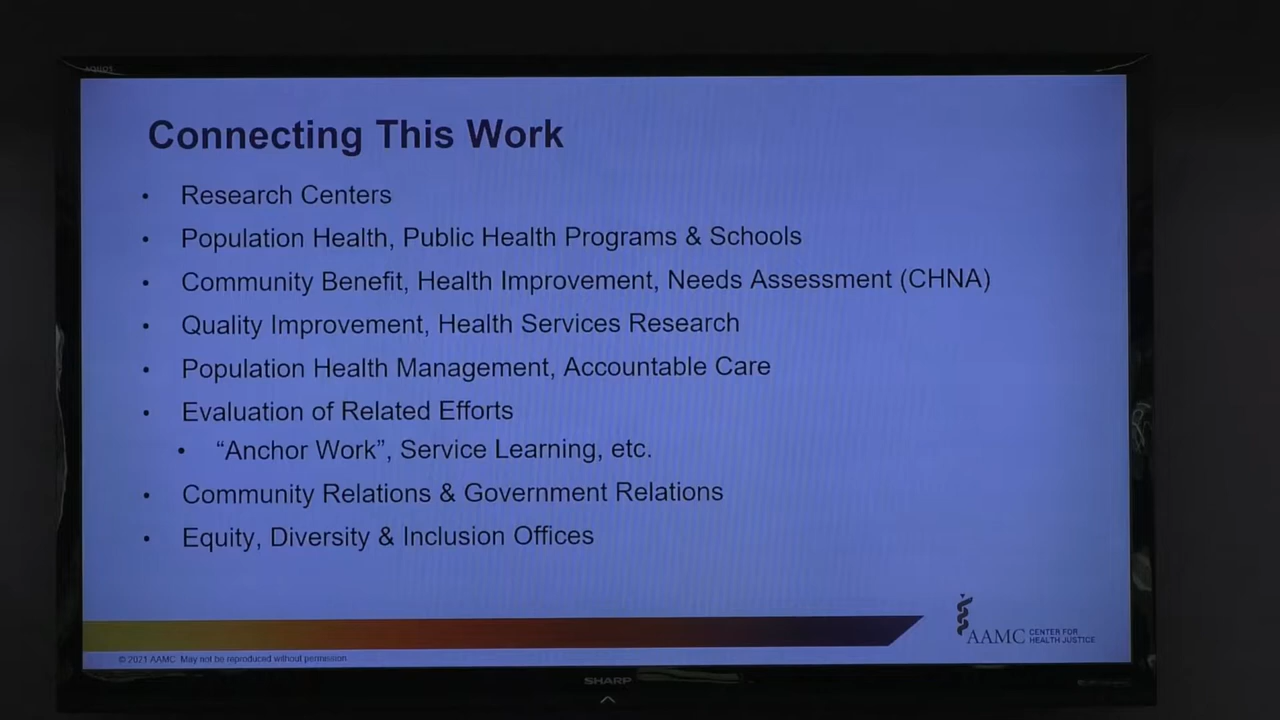 AQUOS
Connecting This Work
• Research Centers
• Population Health, Public Health Programs & Schools
• Community Benefit, Health Improvement, Needs Assessment (CHNA)
• Quality Improvement, Health Services Research
• Population Health Management, Accountable Care
• Evaluation of Related Efforts
• “Anchor Work”, Service Learning, etc.
• Community Relations & Government Relations
• Equity, Diversity & Inclusion Offices
AAMC CENTER FOR
HEALTH JUSTICE
© 2021 AAMC. May not be reproduced without permission.
SHARP